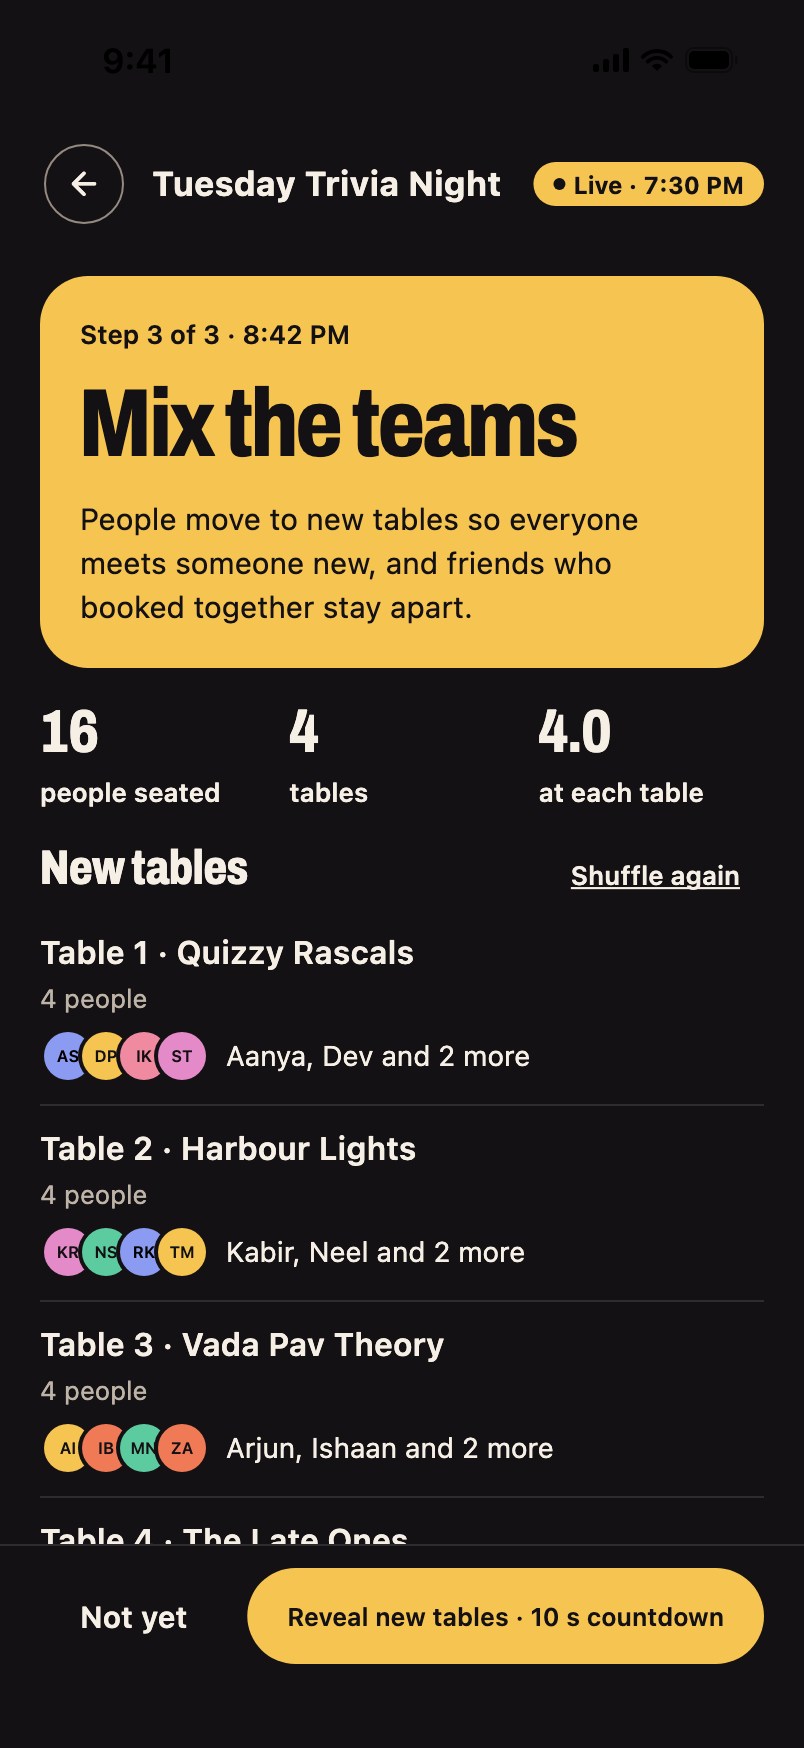 9:41
Tuesday Trivia Night
Live · 7:30 PM
Step 3 of 3 · 8:42 PM
Mix the teams
People move to new tables so everyone
meets someone new, and friends who
booked together stay apart.
16
people seated
4
tables
4.0
at each table
New tables
Shuffle again
Table 1 · Quizzy Rascals
4 people
AS DP IK ST Aanya, Dev and 2 more
Table 2 · Harbour Lights
4 people
KR NS RK TM Kabir, Neel and 2 more
Table 3 · Vada Pav Theory
4 people
AI IB MN ZA Arjun, Ishaan and 2 more
Table 4 · The Late Ones
Not yet
Reveal new tables · 10 s countdown